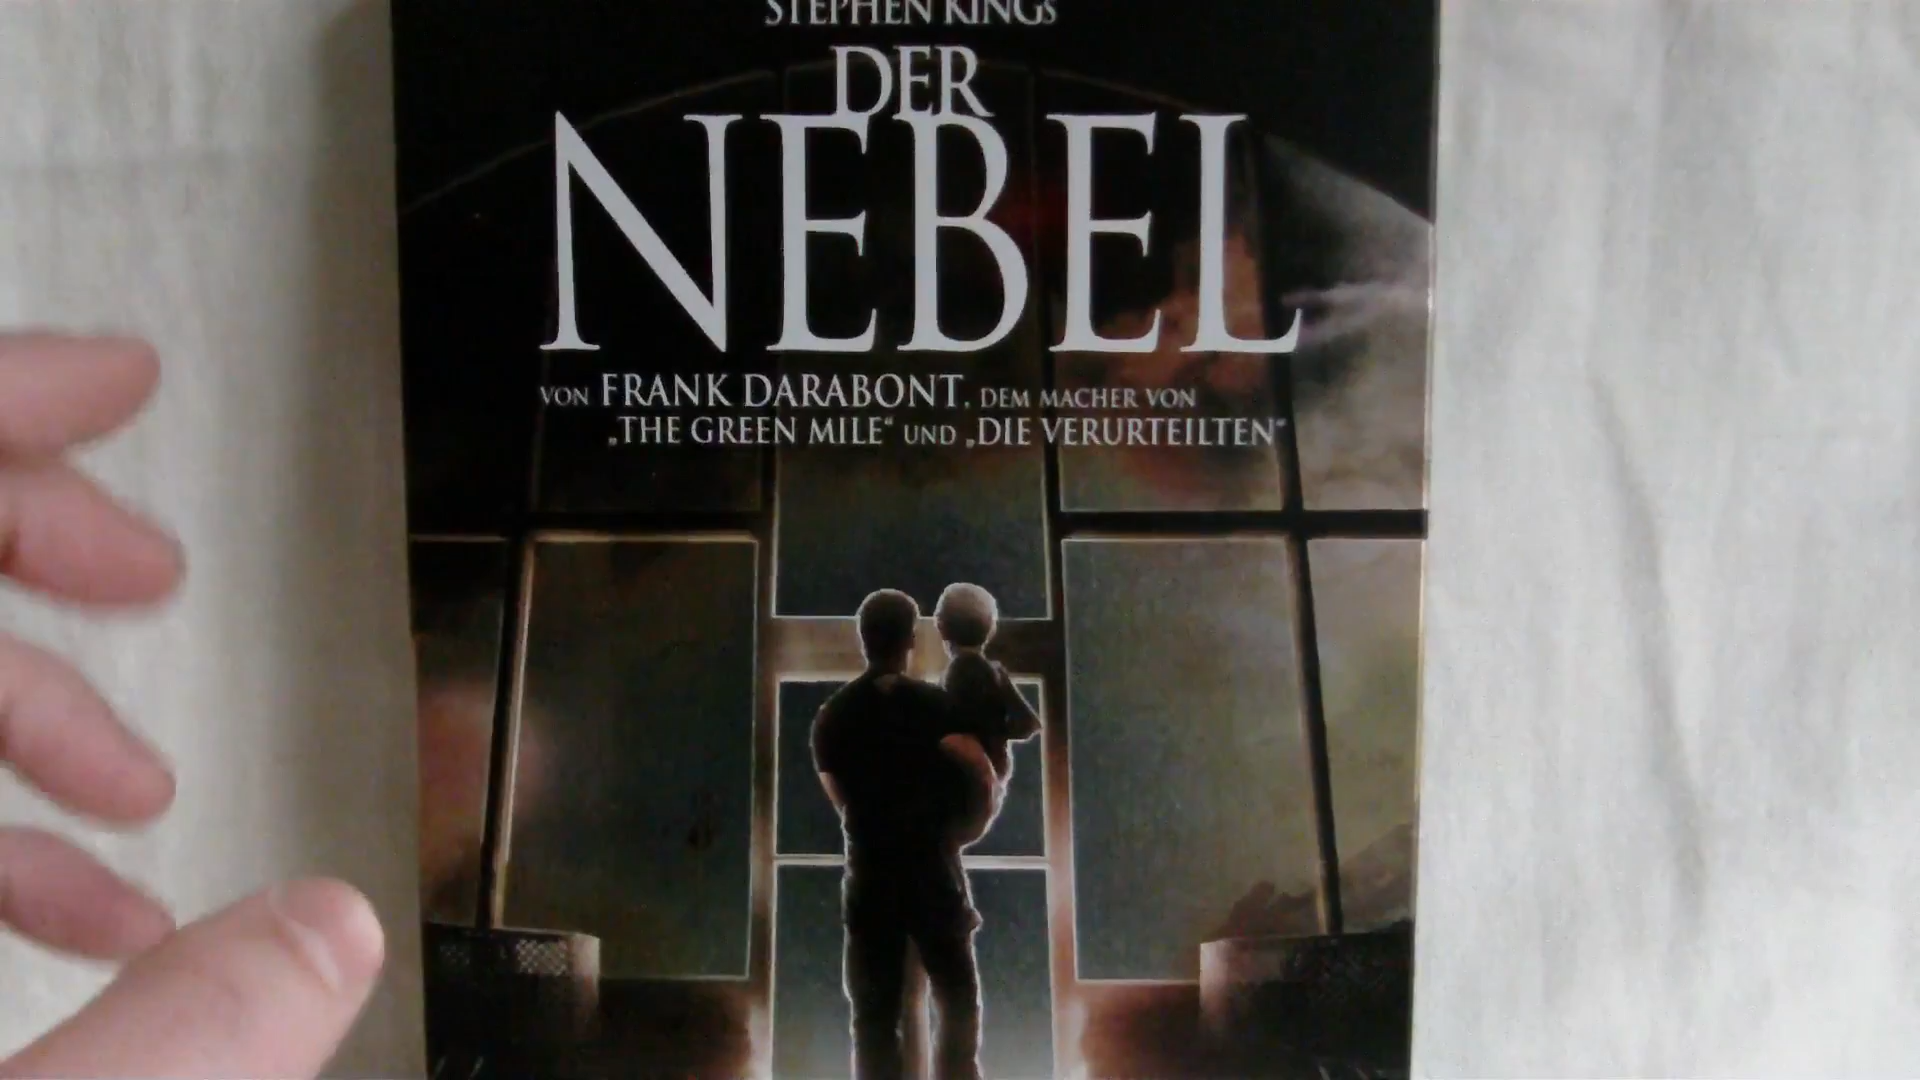 STEPHEN KINGs
DER
NEBEL
VON FRANK DARABONT, DEM MACHER VON
„THE GREEN MILE“ UND „DIE VERURTEILTEN“